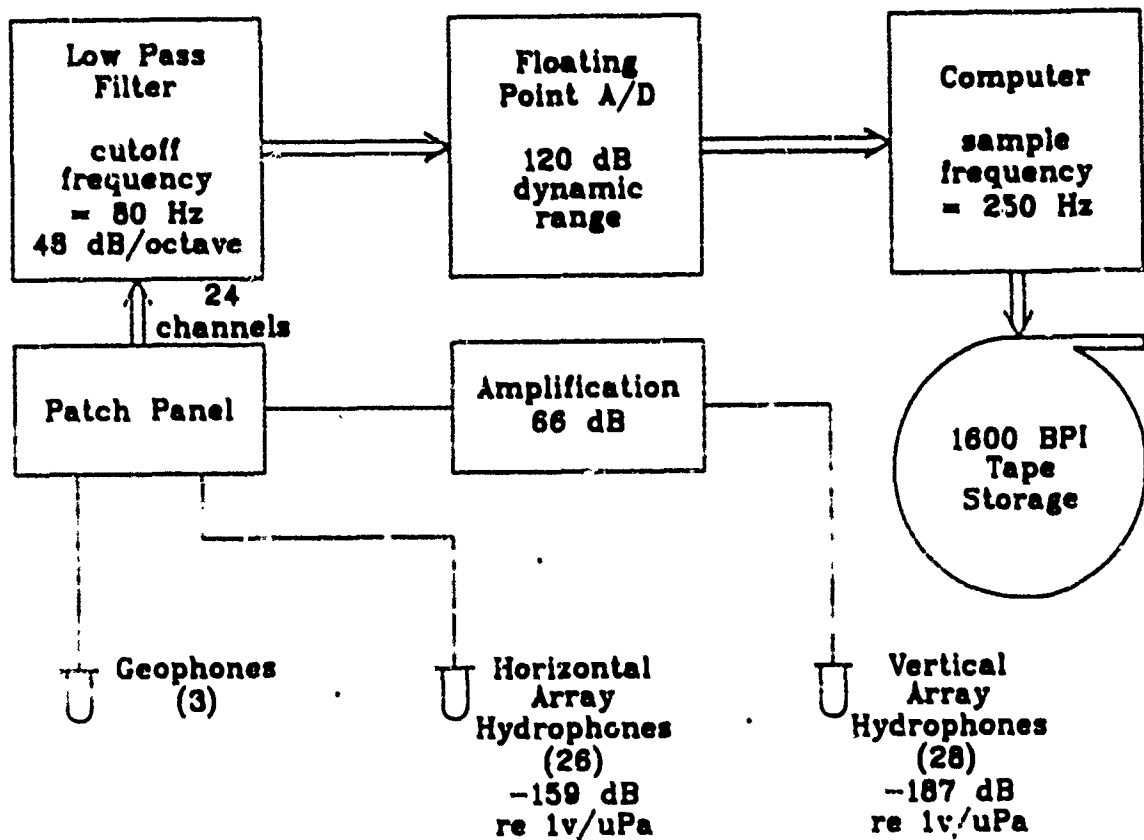 Low Pass
Filter
cutoff
frequency
= 80 Hz
48 dB/octave
Floating
Point A/D
120 dB
dynamic
range
Computer
sample
frequency
= 250 Hz
24
channels
Patch Panel
Amplification
66 dB
1600 BPI
Tape
Storage
Geophones
(3)
Horizontal
Array
Hydrophones
(26)
-159 dB
re 1v/uPa
Vertical
Array
Hydrophones
(28)
-187 dB
re 1v/uPa